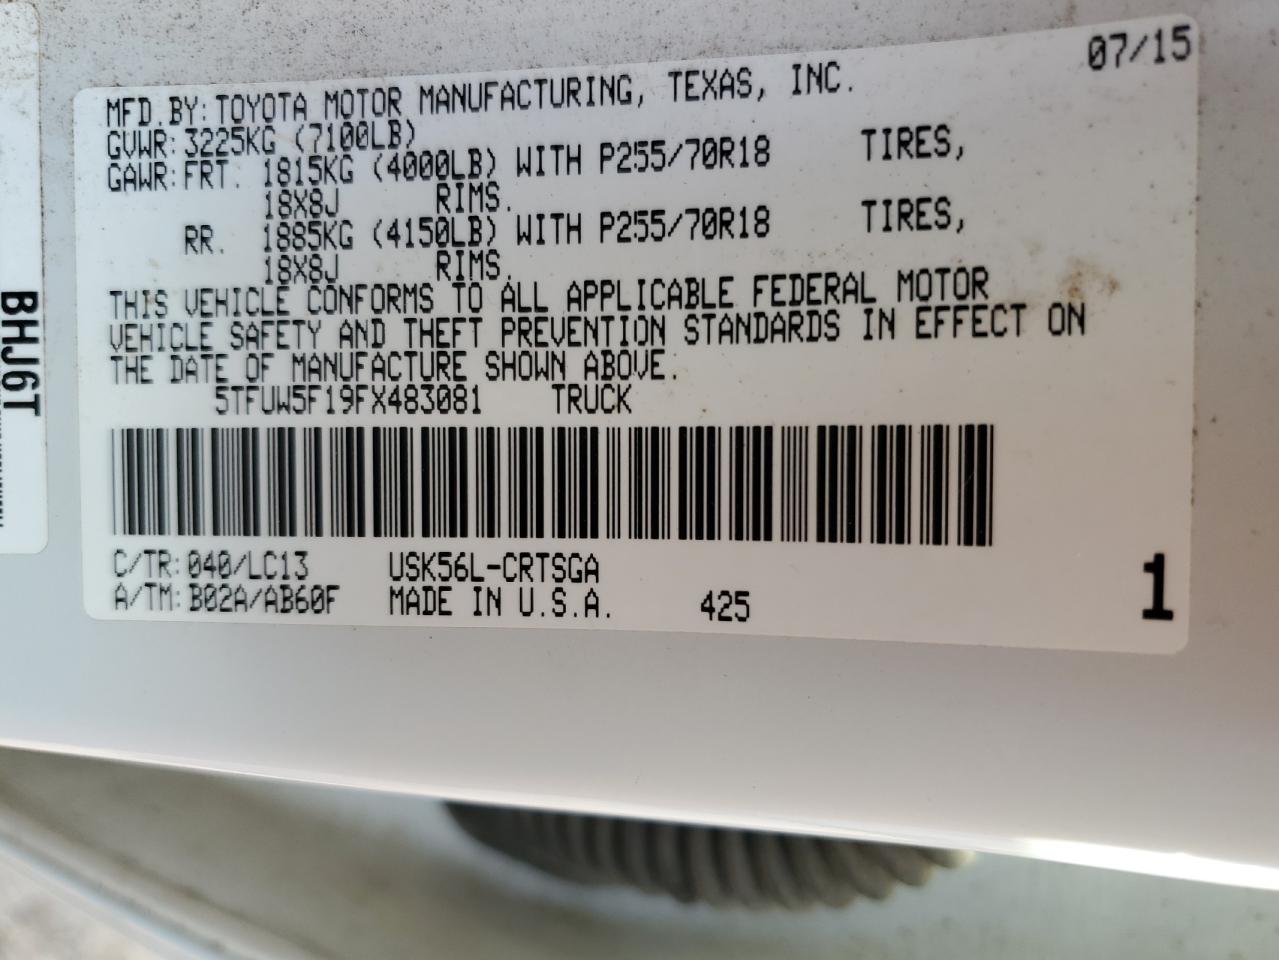 07/15
MFD.BY:TOYOTA MOTOR MANUFACTURING, TEXAS, INC.
GVWR:3225KG (7100LB)
GAWR:FRT. 1815KG (4000LB) WITH P255/70R18 TIRES,
18X8J RIMS.
RR. 1885KG (4150LB) WITH P255/70R18 TIRES,
18X8J RIMS.
THIS VEHICLE CONFORMS TO ALL APPLICABLE FEDERAL MOTOR
VEHICLE SAFETY AND THEFT PREVENTION STANDARDS IN EFFECT ON
THE DATE OF MANUFACTURE SHOWN ABOVE.
5TFUW5F19FX483081 TRUCK
C/TR:040/LC13 USK56L-CRTSGA
A/TM:B02A/AB60F MADE IN U.S.A. 425 1
BHJ6T